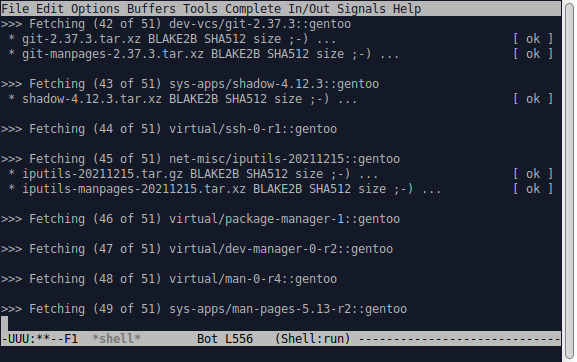 File Edit Options Buffers Tools Complete In/Out Signals Help
>>> Fetching (42 of 51) dev-vcs/git-2.37.3::gentoo
 * git-2.37.3.tar.xz BLAKE2B SHA512 size ;-) ... [ ok ]
 * git-manpages-2.37.3.tar.xz BLAKE2B SHA512 size ;-) ... [ ok ]
>>> Fetching (43 of 51) sys-apps/shadow-4.12.3::gentoo
 * shadow-4.12.3.tar.xz BLAKE2B SHA512 size ;-) ... [ ok ]
>>> Fetching (44 of 51) virtual/ssh-0-r1::gentoo
>>> Fetching (45 of 51) net-misc/iputils-20211215::gentoo
 * iputils-20211215.tar.gz BLAKE2B SHA512 size ;-) ... [ ok ]
 * iputils-manpages-20211215.tar.xz BLAKE2B SHA512 size ;-) ... [ ok ]
>>> Fetching (46 of 51) virtual/package-manager-1::gentoo
>>> Fetching (47 of 51) virtual/dev-manager-0-r2::gentoo
>>> Fetching (48 of 51) virtual/man-0-r4::gentoo
>>> Fetching (49 of 51) sys-apps/man-pages-5.13-r2::gentoo
-UUU:**--F1  *shell*        Bot L556   (Shell:run) -----------------------------